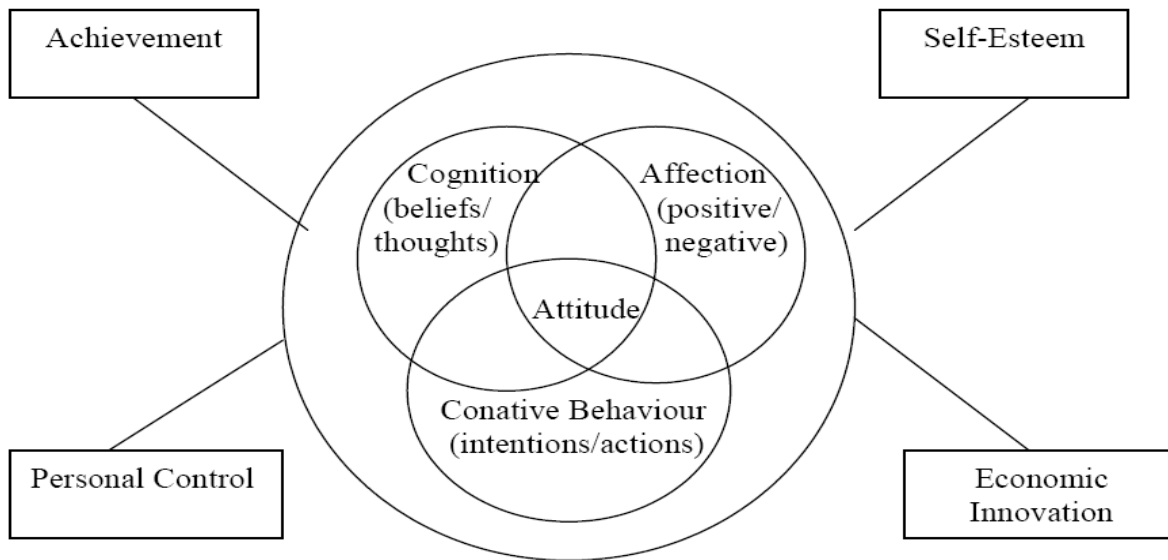 Achievement
Self-Esteem
Cognition
(beliefs/
thoughts)
Affection
(positive/
negative)
Attitude
Conative Behaviour
(intentions/actions)
Personal Control
Economic
Innovation